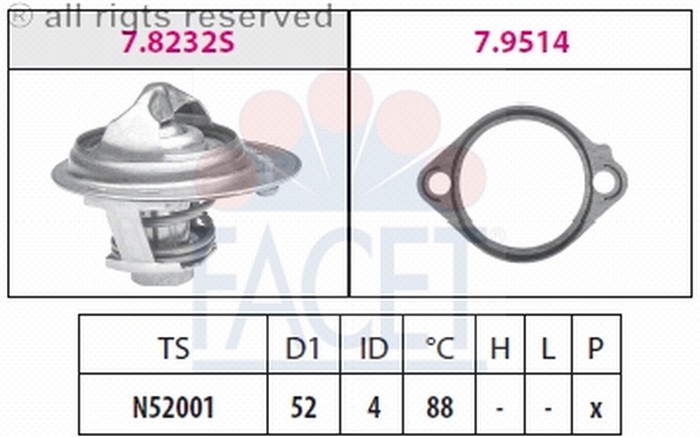 ® all rigts reserved
7.8232S 7.9514
FACET
TS D1 ID °C H L P
N52001 52 4 88 - - x